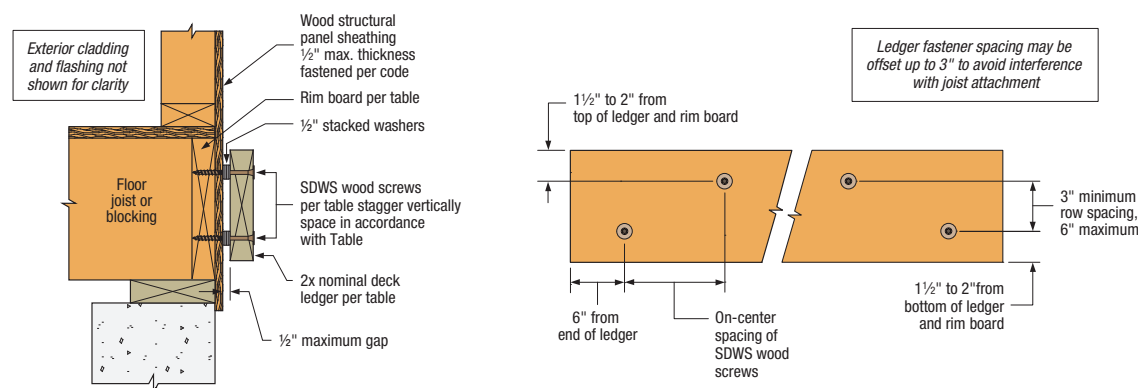 Exterior cladding
and flashing not
shown for clarity
Wood structural
panel sheathing
½" max. thickness
fastened per code
Rim board per table
½" stacked washers
Floor
joist or
blocking
SDWS wood screws
per table stagger vertically
space in accordance
with Table
2x nominal deck
ledger per table
½" maximum gap
Ledger fastener spacing may be
offset up to 3" to avoid interference
with joist attachment
1½" to 2" from
top of ledger and rim board
3" minimum
row spacing,
6" maximum
6" from
end of ledger
On-center
spacing of
SDWS wood
screws
1½" to 2"from
bottom of ledger
and rim board